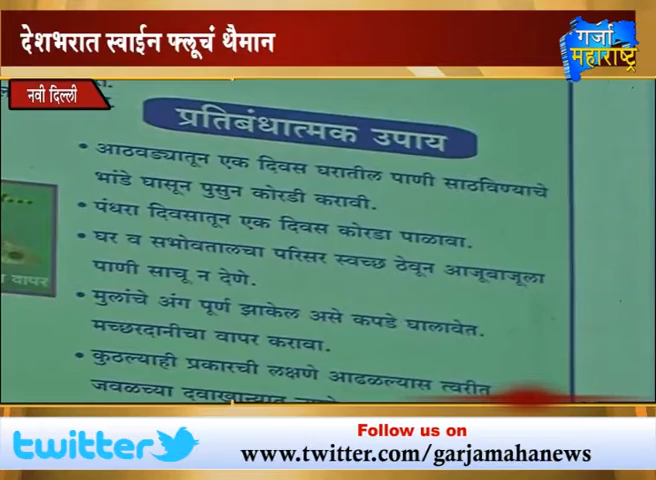 देशभरात स्वाईन फ्लूचं थैमान
गर्जा
महाराष्ट्र
नवी दिल्ली
प्रतिबंधात्मक उपाय
• आठवड्यातून एक दिवस घरातील पाणी साठविण्याचे
भांडे घासून पुसुन कोरडी करावी.
• पंधरा दिवसातून एक दिवस कोरडा पाळावा.
• घर व सभोवतालचा परिसर स्वच्छ ठेवून आजूबाजूला
पाणी साचू न देणे.
• मुलांचे अंग पूर्ण झाकेल असे कपडे घालावेत.
मच्छरदानीचा वापर करावा.
• कुठल्याही प्रकारची लक्षणे आढळल्यास त्वरीत
जवळच्या दवाखान्यात
वापर
twitter
Follow us on
www.twitter.com/garjamahanews